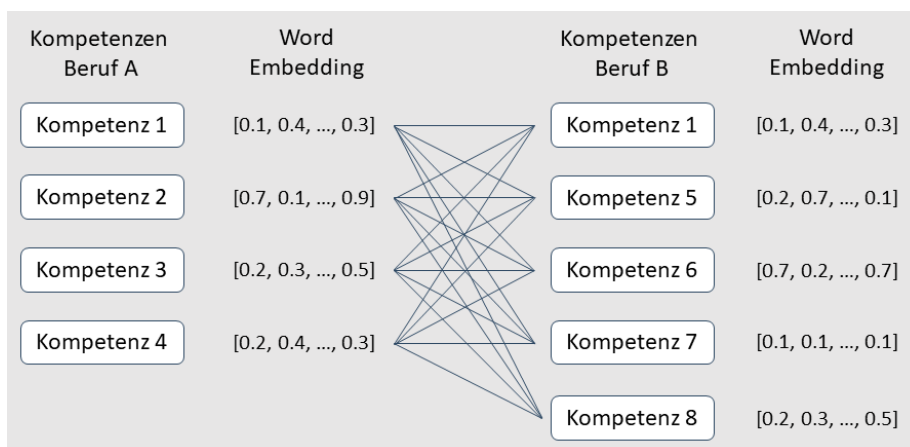 Kompetenzen
Beruf A
Word
Embedding
Kompetenzen
Beruf B
Word
Embedding
Kompetenz 1
[0.1, 0.4, ..., 0.3]
Kompetenz 1
[0.1, 0.4, ..., 0.3]
Kompetenz 2
[0.7, 0.1, ..., 0.9]
Kompetenz 5
[0.2, 0.7, ..., 0.1]
Kompetenz 3
[0.2, 0.3, ..., 0.5]
Kompetenz 6
[0.7, 0.2, ..., 0.7]
Kompetenz 4
[0.2, 0.4, ..., 0.3]
Kompetenz 7
[0.1, 0.1, ..., 0.1]
Kompetenz 8
[0.2, 0.3, ..., 0.5]